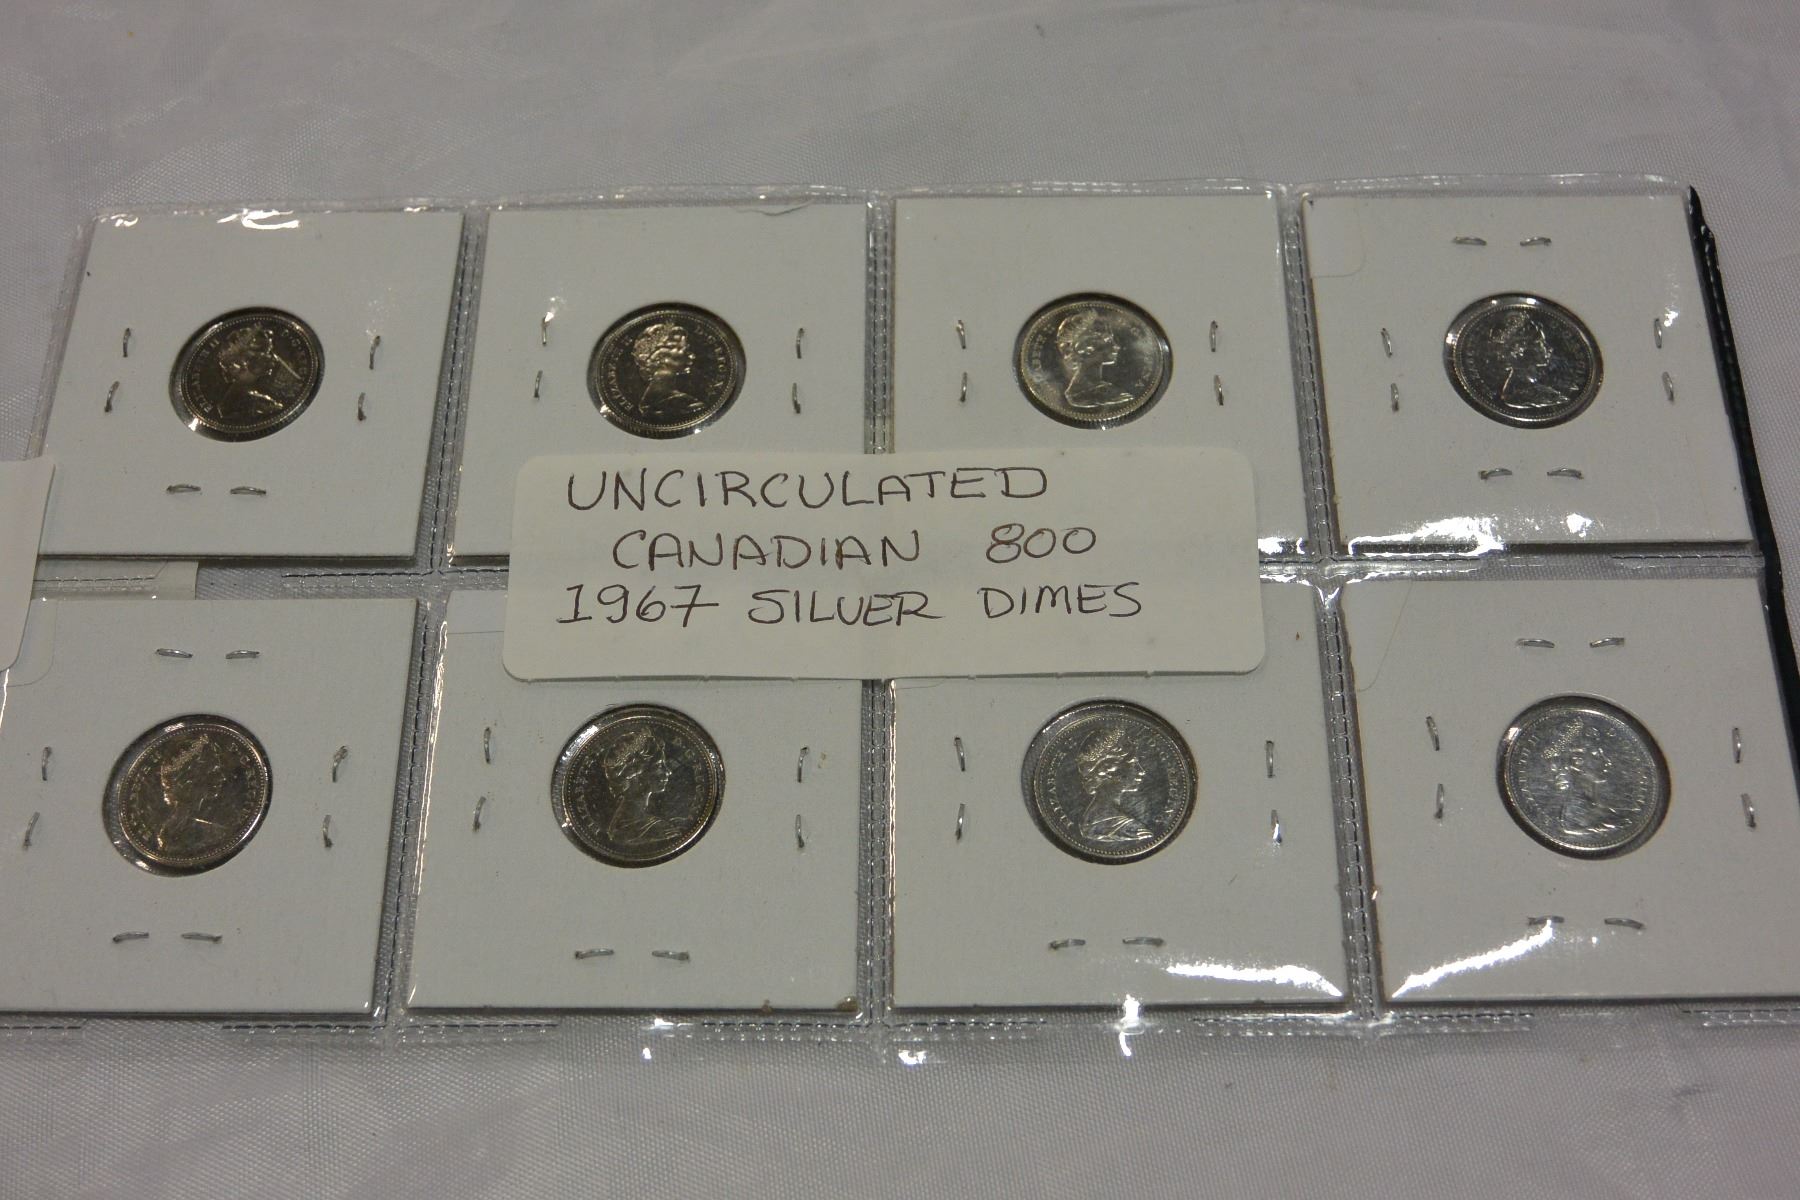 UNCIRCULATED
CANADIAN 800
1967 SILVER DIMES